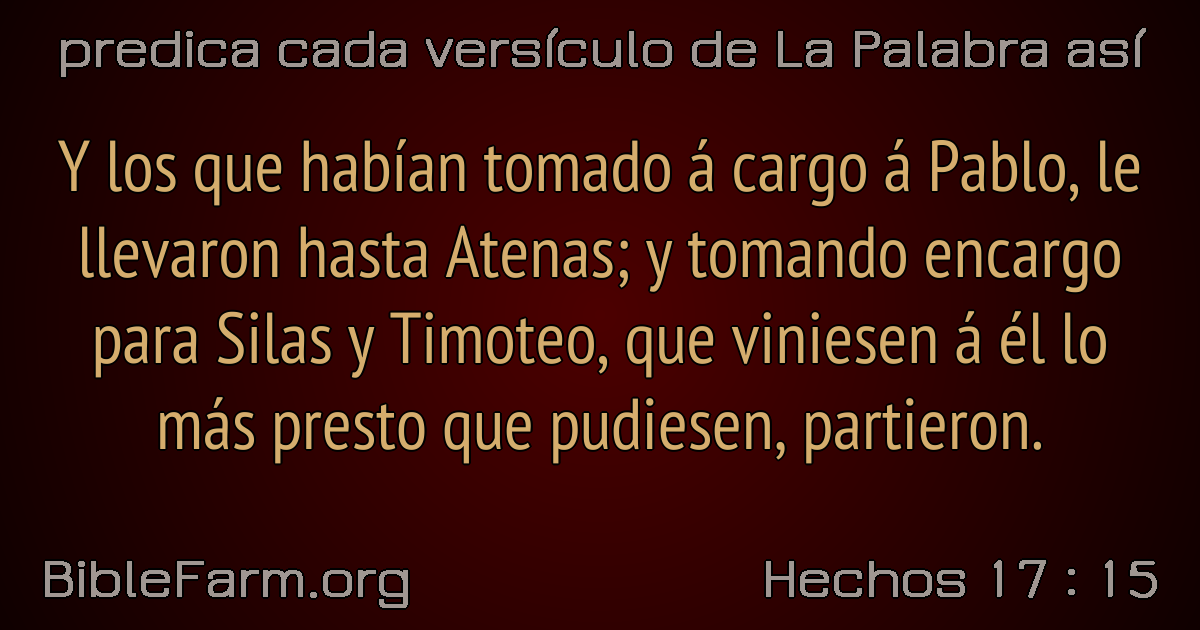 predica cada versículo de La Palabra así
Y los que habían tomado á cargo á Pablo, le
llevaron hasta Atenas; y tomando encargo
para Silas y Timoteo, que viniesen á él lo
más presto que pudiesen, partieron.
BibleFarm.org
Hechos 17 : 15